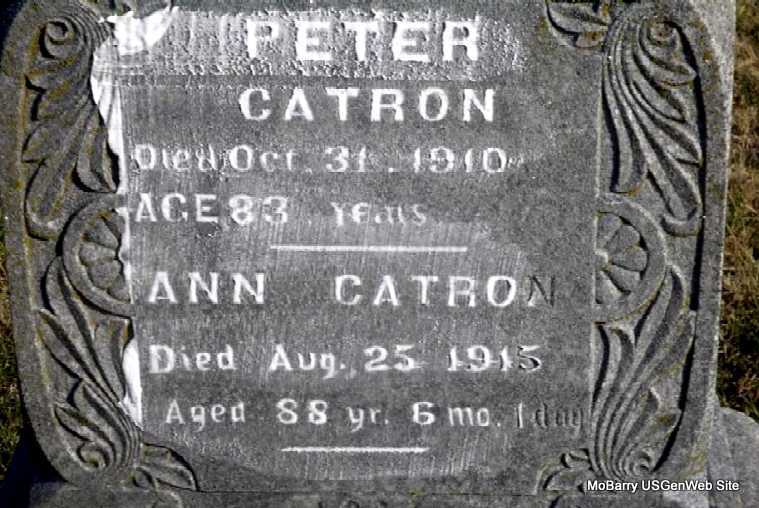 PETER
CATRON
Died Oct. 31. 1910
AGE 83 Years
ANN CATRON
Died Aug. 25 1915
Aged 88 yr. 6 mo. 1 day
MoBarry USGenWeb Site